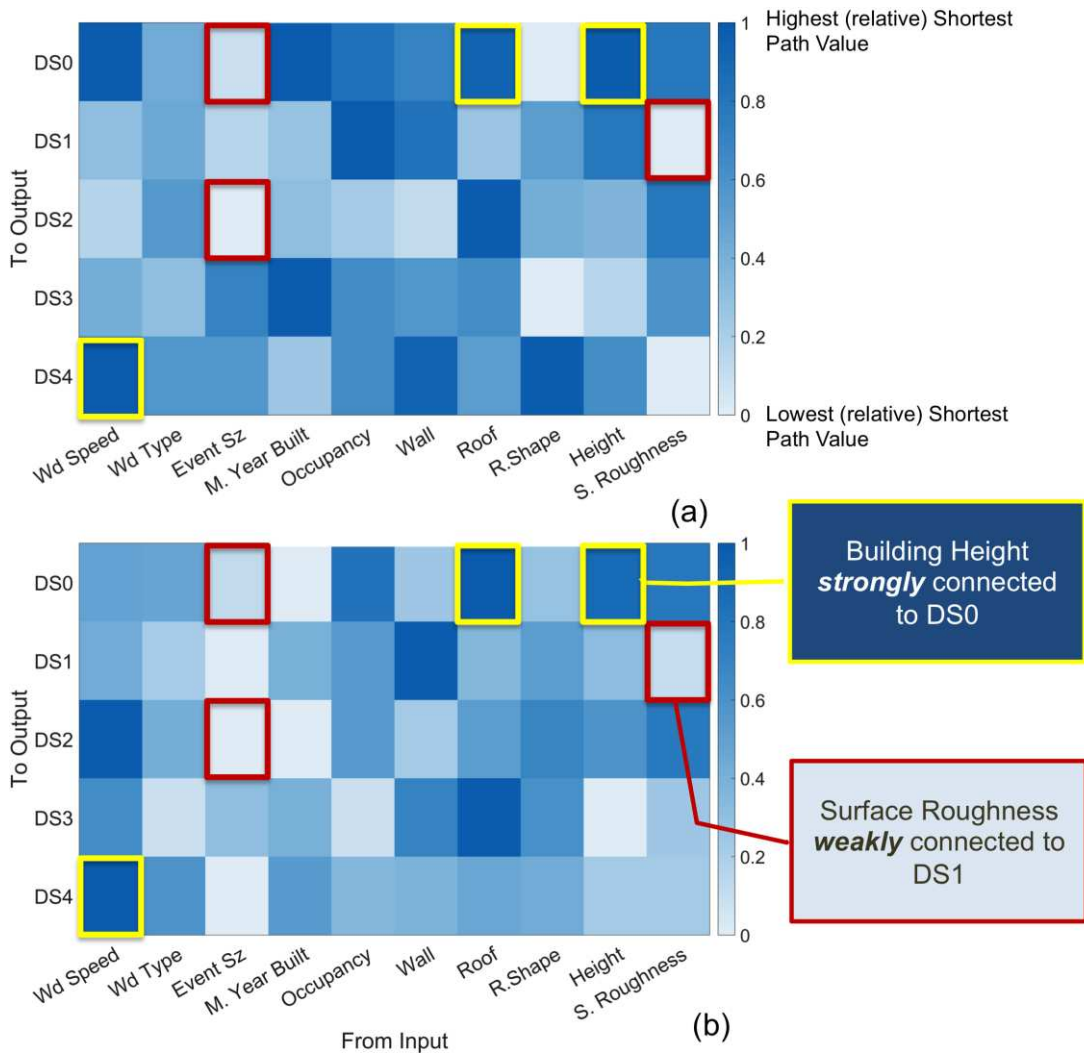 Highest (relative) Shortest
Path Value
To Output
DS0
DS1
DS2
DS3
DS4
1
0.8
0.6
0.4
0.2
0
Lowest (relative) Shortest
Path Value
Wd Speed
Wd Type
Event Sz
M. Year Built
Occupancy
Wall
Roof
R.Shape
Height
S. Roughness
(a)
To Output
DS0
DS1
DS2
DS3
DS4
1
0.8
0.6
0.4
0.2
0
Building Height
strongly connected
to DS0
Surface Roughness
weakly connected to
DS1
Wd Speed
Wd Type
Event Sz
M. Year Built
Occupancy
Wall
Roof
R.Shape
Height
S. Roughness
(b)
From Input